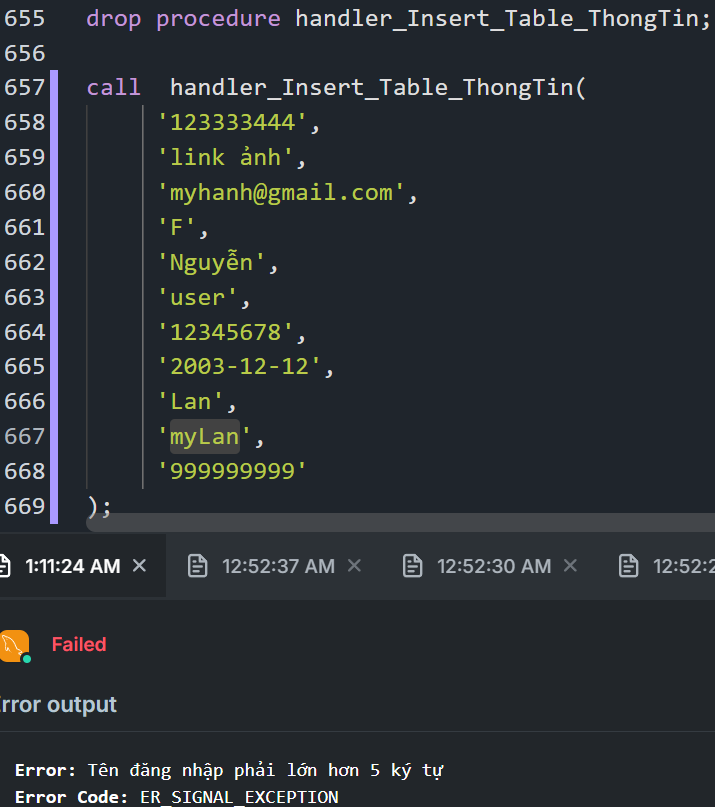 655 drop procedure handler_Insert_Table_ThongTin;
656
657 call  handler_Insert_Table_ThongTin(
658 '123333444',
659 'link ảnh',
660 'myhanh@gmail.com',
661 'F',
662 'Nguyễn',
663 'user',
664 '12345678',
665 '2003-12-12',
666 'Lan',
667 'myLan',
668 '999999999'
669 );
1:11:24 AM 12:52:37 AM 12:52:30 AM 12:52:2
Failed
rror output
Error: Tên đăng nhập phải lớn hơn 5 ký tự
Error Code: ER_SIGNAL_EXCEPTION